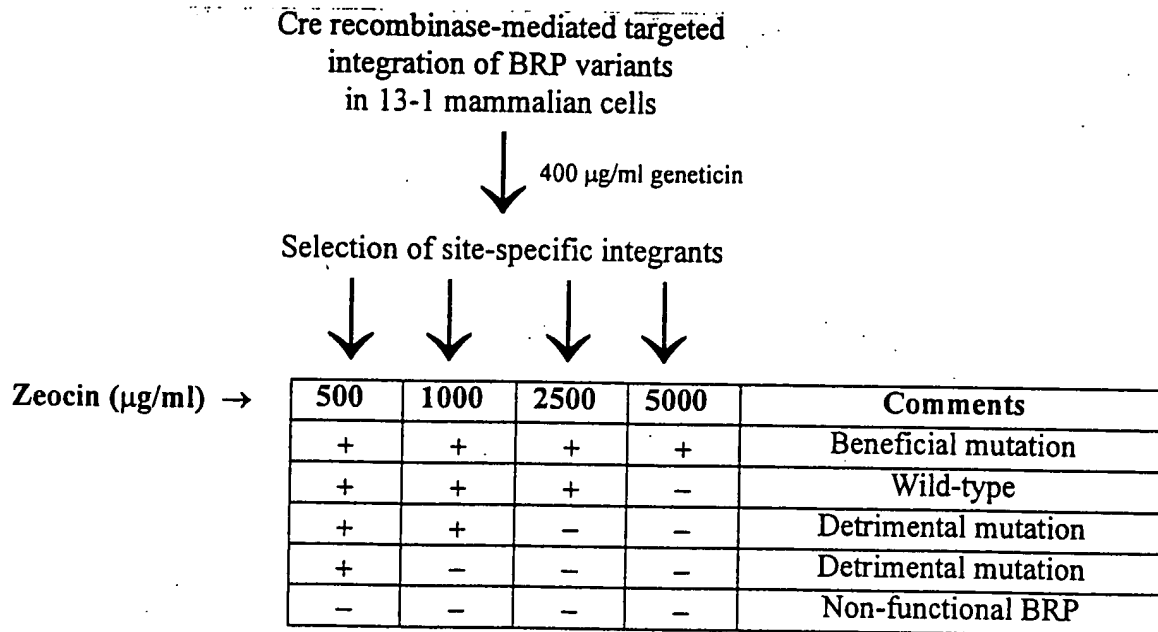 Cre recombinase-mediated targeted
integration of BRP variants
in 13-1 mammalian cells
400 µg/ml geneticin
Selection of site-specific integrants
Zeocin (µg/ml) → 500 1000 2500 5000 Comments
+ + + + Beneficial mutation
+ + + – Wild-type
+ + – – Detrimental mutation
+ – – – Detrimental mutation
– – – – Non-functional BRP